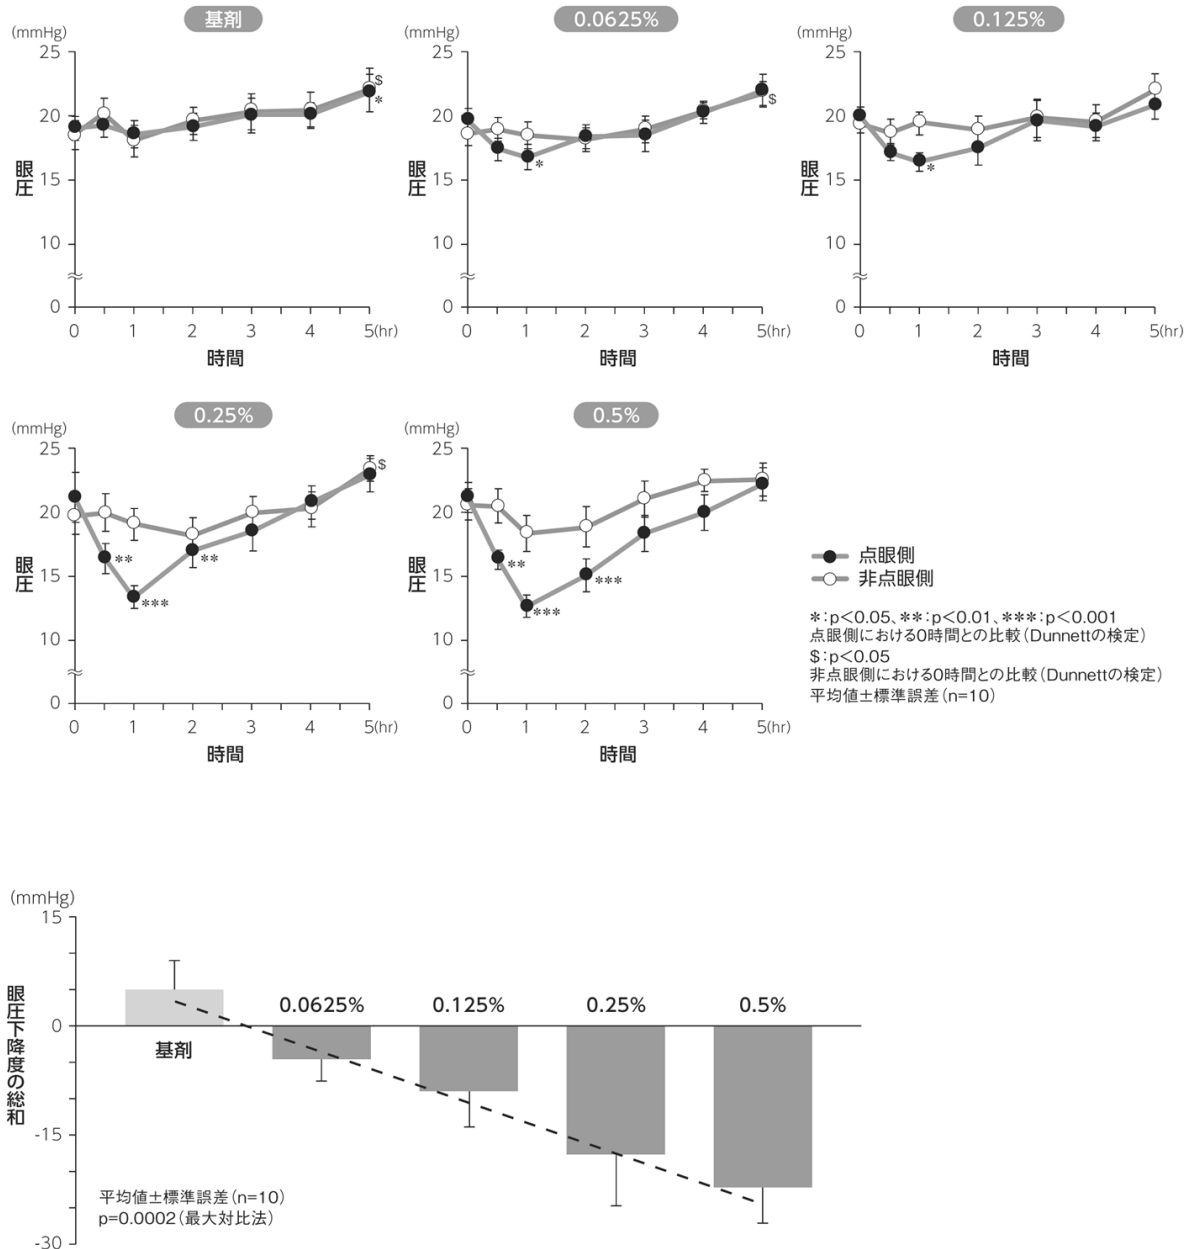 基剤
(mmHg)
25
20
15
10
0
眼圧
$
*
0 1 2 3 4 5(hr)
時間
0.0625%
(mmHg)
25
20
15
10
0
眼圧
*
$
0 1 2 3 4 5(hr)
時間
0.125%
(mmHg)
25
20
15
10
0
眼圧
*
0 1 2 3 4 5(hr)
時間
0.25%
(mmHg)
25
20
15
10
0
眼圧
**
***
**
$
0 1 2 3 4 5(hr)
時間
0.5%
(mmHg)
25
20
15
10
0
眼圧
**
***
***
0 1 2 3 4 5(hr)
時間
点眼側
非点眼側
*:p<0.05、**:p<0.01、***:p<0.001
点眼側における0時間との比較(Dunnettの検定)
$:p<0.05
非点眼側における0時間との比較(Dunnettの検定)
平均値±標準誤差(n=10)
(mmHg)
15
0
-15
-30
眼圧下降度の総和
基剤
0.0625%
0.125%
0.25%
0.5%
平均値±標準誤差(n=10)
p=0.0002(最大対比法)